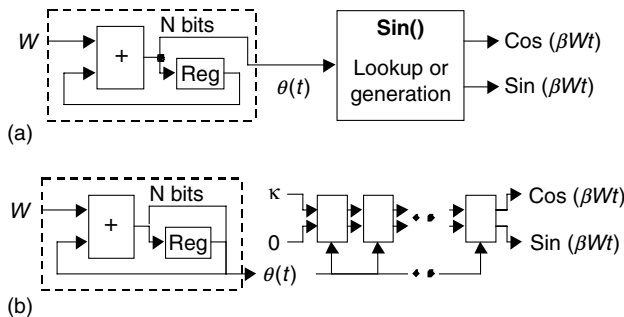 N bits
Sin()
W
+
Reg
θ(t)
Lookup or
generation
Cos (βWt)
Sin (βWt)
(a)
N bits
W
+
Reg
κ
0
θ(t)
Cos (βWt)
Sin (βWt)
(b)